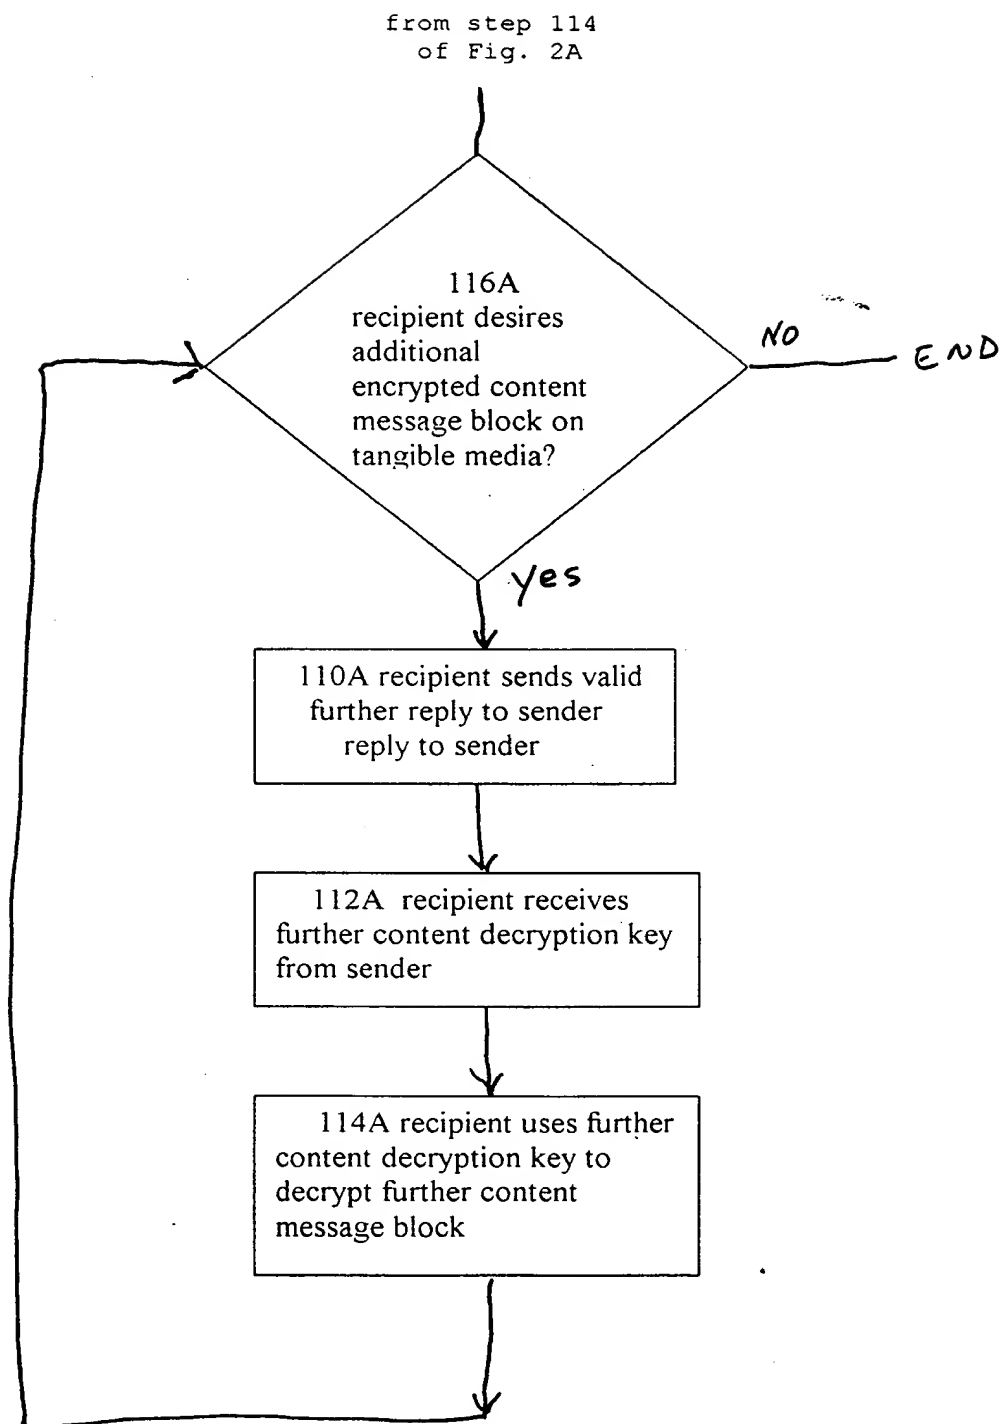 from step 114
of Fig. 2A
116A
recipient desires
additional
encrypted content
message block on
tangible media?
NO
END
yes
110A recipient sends valid
further reply to sender
reply to sender
112A recipient receives
further content decryption key
from sender
114A recipient uses further
content decryption key to
decrypt further content
message block